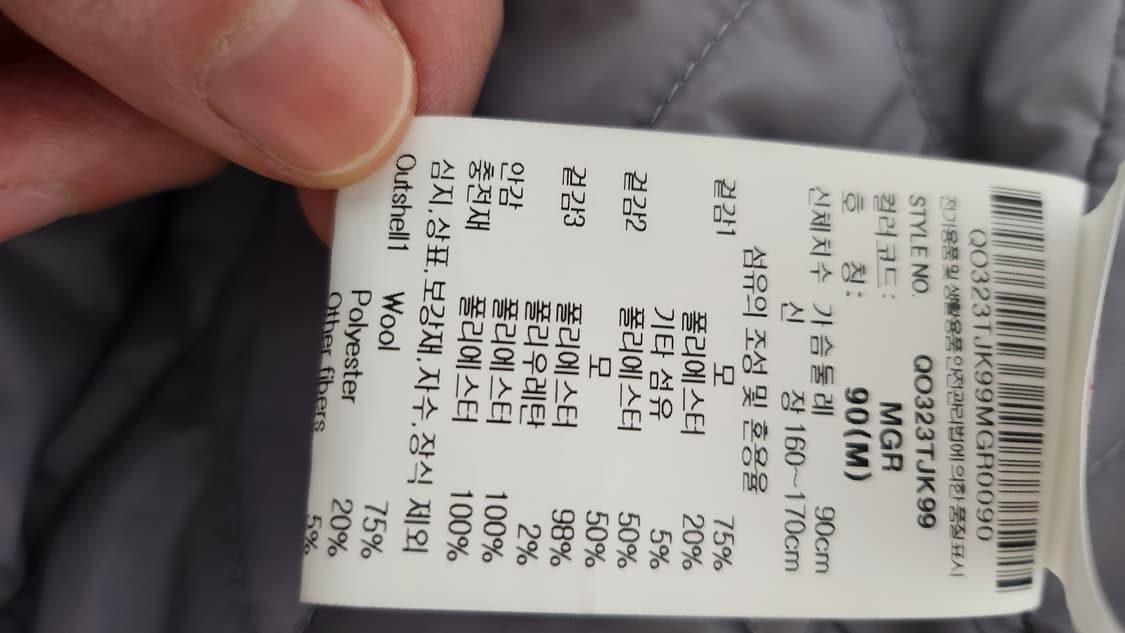 QO323TJK99MGR0090
전기용품 및 생활용품 안전관리법에 의한 품질표시
STYLE NO. QO323TJK99
컬러코드: MGR
호 칭: 90(M)
신체치수 가슴둘레 90cm
신 장 160~170cm
섬유의 조성 및 혼용율
겉감1 모 75%
폴리에스터 20%
기타 섬유 5%
겉감2 폴리에스터 50%
모 50%
겉감3 폴리에스터 98%
폴리우레탄 2%
안감 폴리에스터 100%
충전재 폴리에스터 100%
심지,상표,보강재,자수,장식 제외
Outshell1 Wool 75%
Polyester 20%
Other fibers 5%